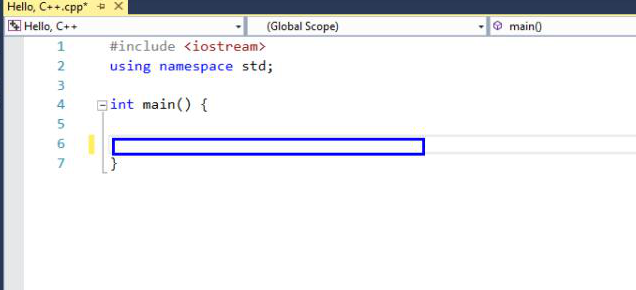 Hello, C++.cpp*
Hello, C++ (Global Scope) main()
1 #include <iostream>
2 using namespace std;
3
4 int main() {
5
6
7 }